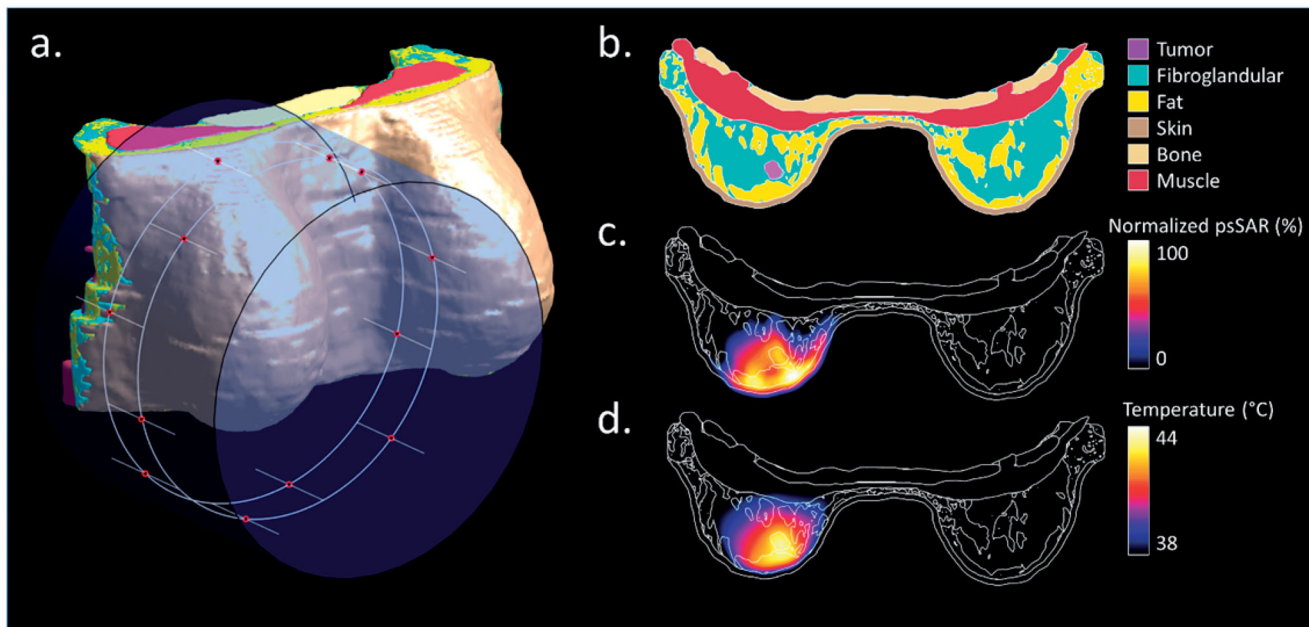 a.
b.
Tumor
Fibroglandular
Fat
Skin
Bone
Muscle
c.
Normalized psSAR (%)
100
0
d.
Temperature (°C)
44
38